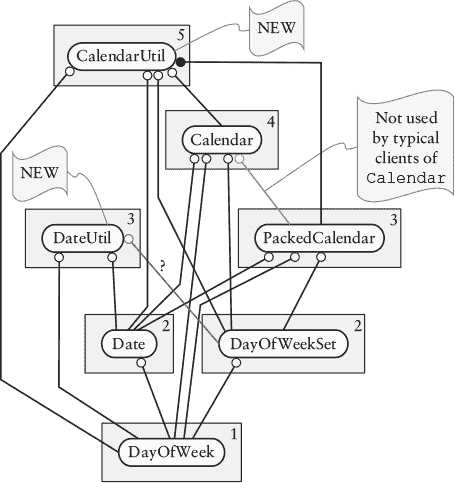 NEW
5
CalendarUtil
4
Calendar
Not used
by typical
clients of
Calendar
NEW
3
DateUtil
3
PackedCalendar
?
2
Date
2
DayOfWeekSet
1
DayOfWeek